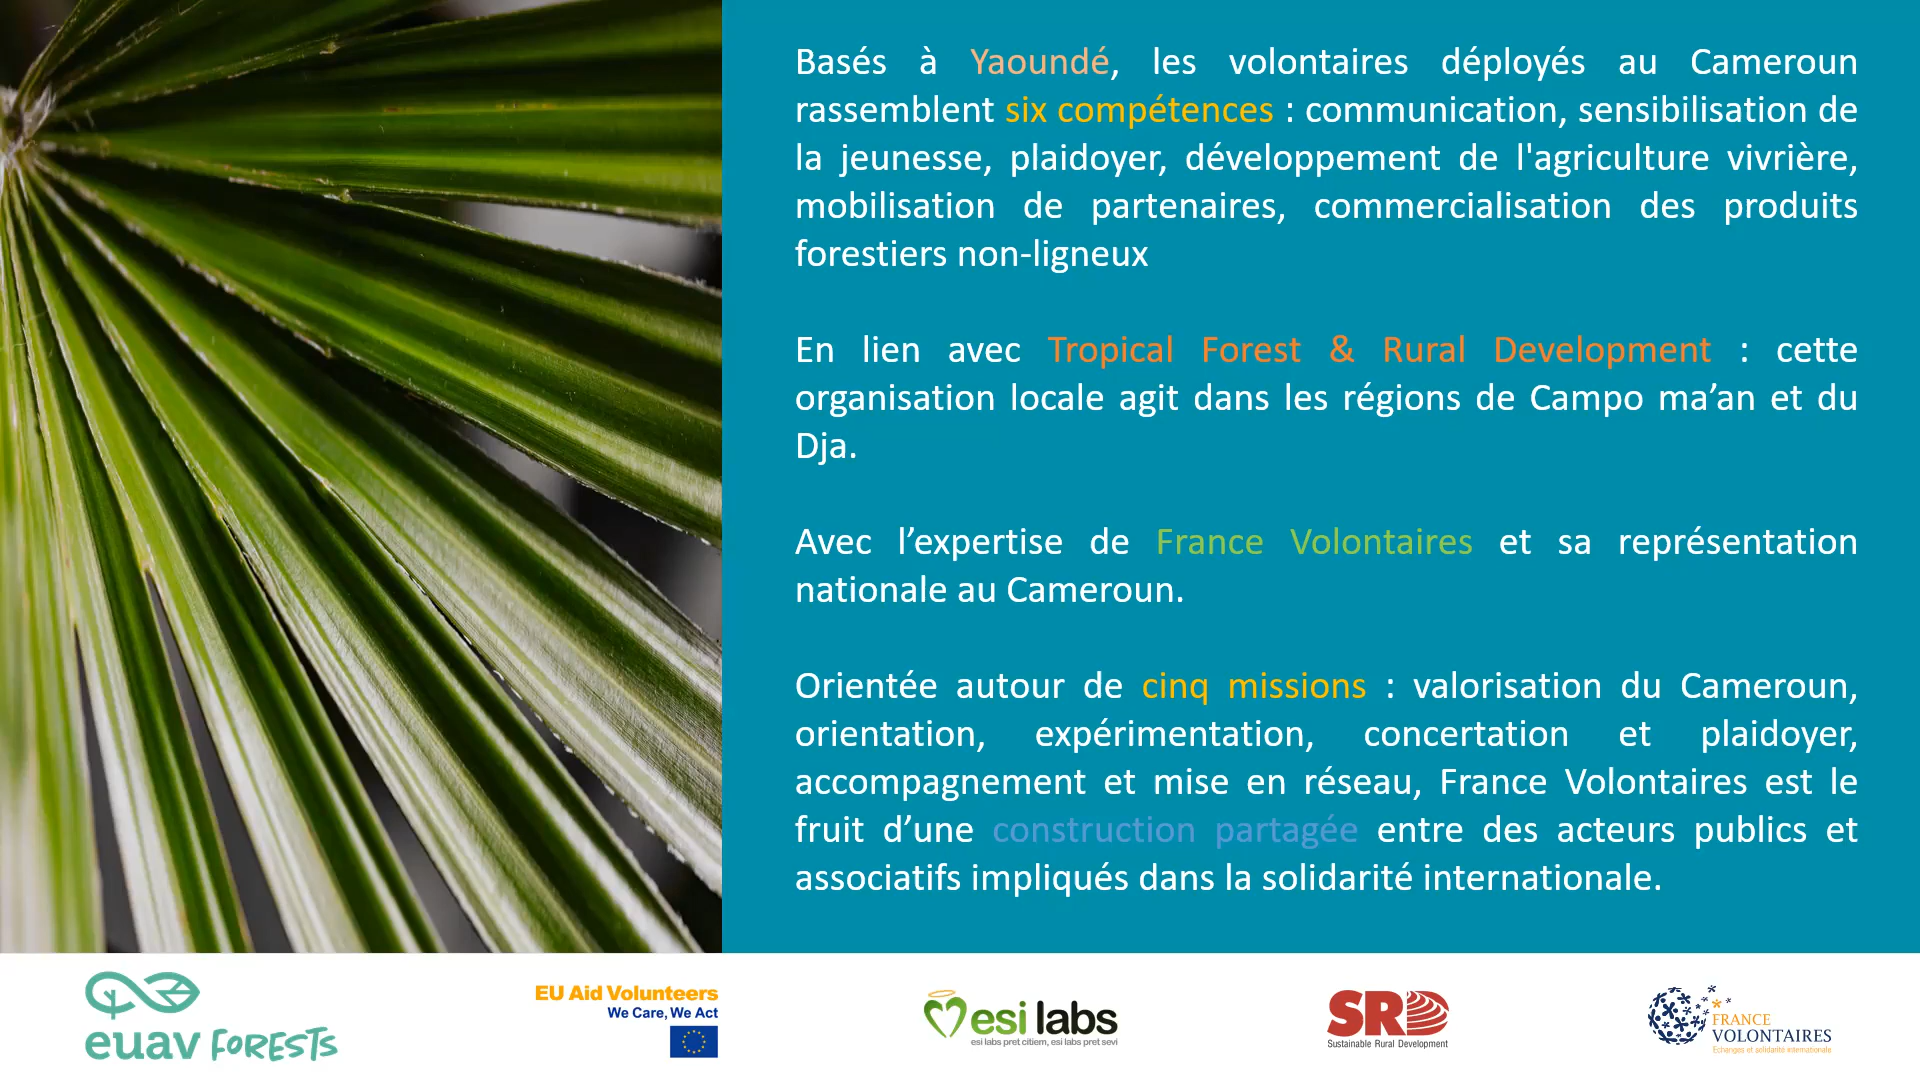 Basés à Yaoundé, les volontaires déployés au Cameroun
rassemblent six compétences : communication, sensibilisation de
la jeunesse, plaidoyer, développement de l'agriculture vivrière,
mobilisation de partenaires, commercialisation des produits
forestiers non-ligneux
En lien avec Tropical Forest & Rural Development : cette
organisation locale agit dans les régions de Campo ma’an et du
Dja.
Avec l’expertise de France Volontaires et sa représentation
nationale au Cameroun.
Orientée autour de cinq missions : valorisation du Cameroun,
orientation, expérimentation, concertation et plaidoyer,
accompagnement et mise en réseau, France Volontaires est le
fruit d’une construction partagée entre des acteurs publics et
associatifs impliqués dans la solidarité internationale.
euav FORESTs
EU Aid Volunteers
We Care, We Act
esi labs
esi labs pret citiem, esi labs pret sevi
SRD
Sustainable Rural Development
FRANCE
VOLONTAIRES
Echanges et solidarité internationale